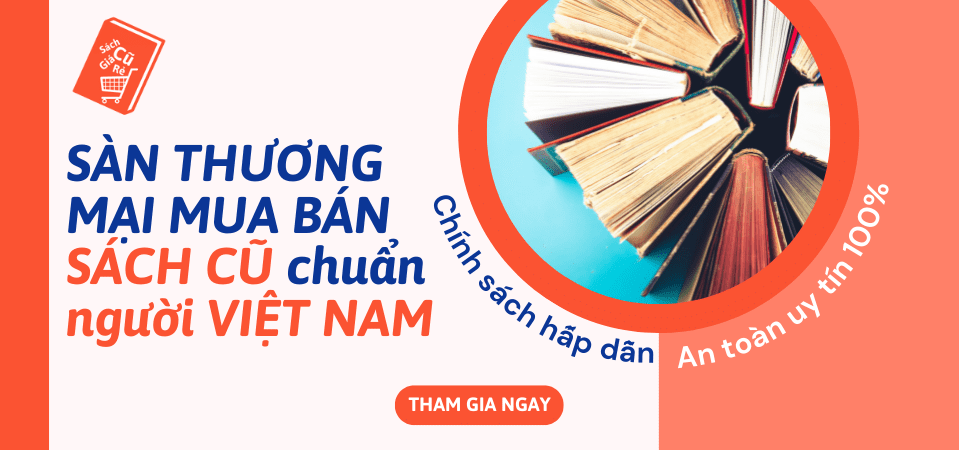 Sách
Cũ
Giá
Rẻ
SÀN THƯƠNG
MẠI MUA BÁN
SÁCH CŨ chuẩn
người VIỆT NAM
Chính sách hấp dẫn
An toàn uy tín 100%
THAM GIA NGAY